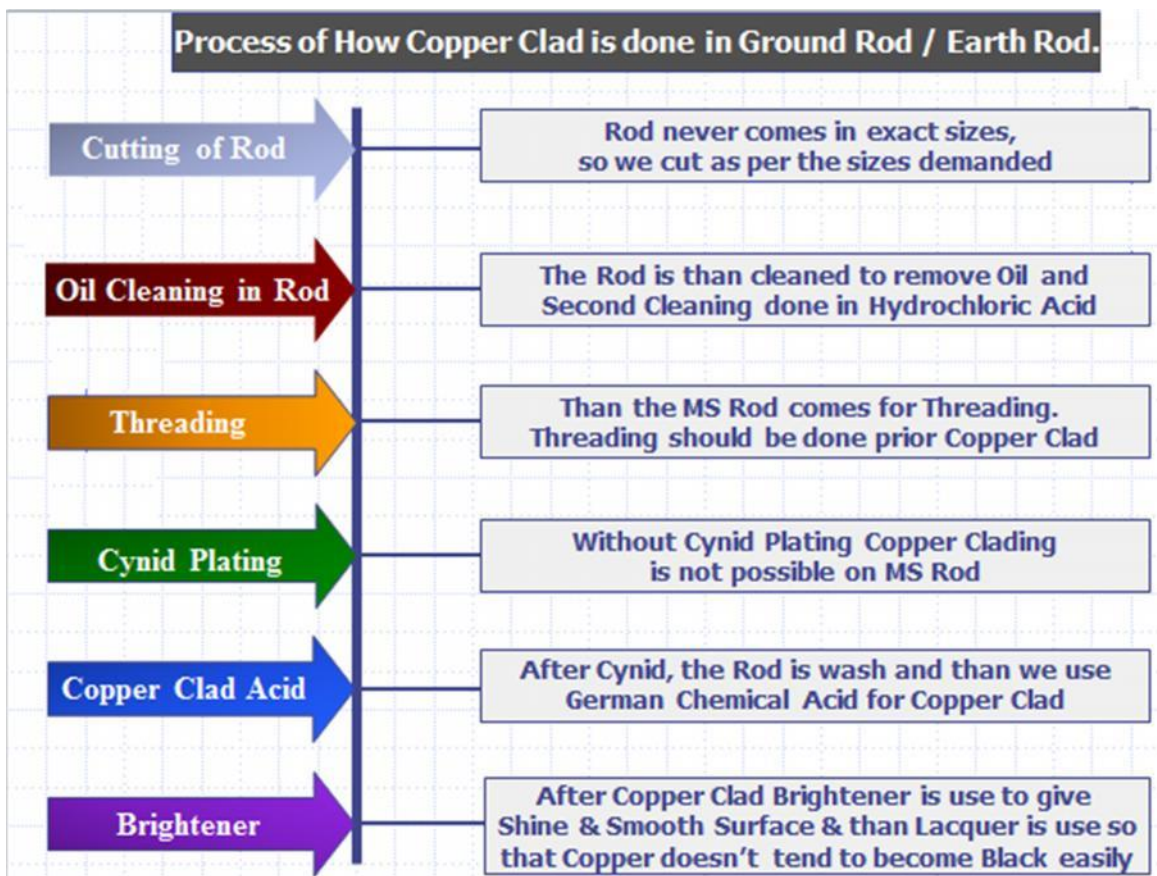 Process of How Copper Clad is done in Ground Rod / Earth Rod.
Cutting of Rod
Rod never comes in exact sizes,
so we cut as per the sizes demanded
Oil Cleaning in Rod
The Rod is than cleaned to remove Oil and
Second Cleaning done in Hydrochloric Acid
Threading
Than the MS Rod comes for Threading.
Threading should be done prior Copper Clad
Cynid Plating
Without Cynid Plating Copper Clading
is not possible on MS Rod
Copper Clad Acid
After Cynid, the Rod is wash and than we use
German Chemical Acid for Copper Clad
Brightener
After Copper Clad Brightener is use to give
Shine & Smooth Surface & than Lacquer is use so
that Copper doesn't tend to become Black easily